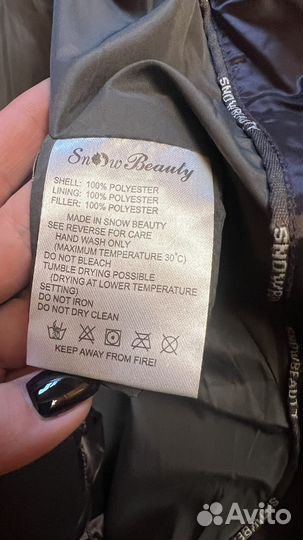 Snow Beauty
SHELL: 100% POLYESTER
LINING: 100% POLYESTER
FILLER: 100% POLYESTER
MADE IN SNOW BEAUTY
SEE REVERSE FOR CARE
HAND WASH ONLY
(MAXIMUM TEMPERATURE 30°C)
DO NOT BLEACH
TUMBLE DRYING POSSIBLE
(DRYING AT LOWER TEMPERATURE
SETTING)
DO NOT IRON
DO NOT DRY CLEAN
KEEP AWAY FROM FIRE!
SNOWBEAUTY
SNOWBEAUTY
Avito